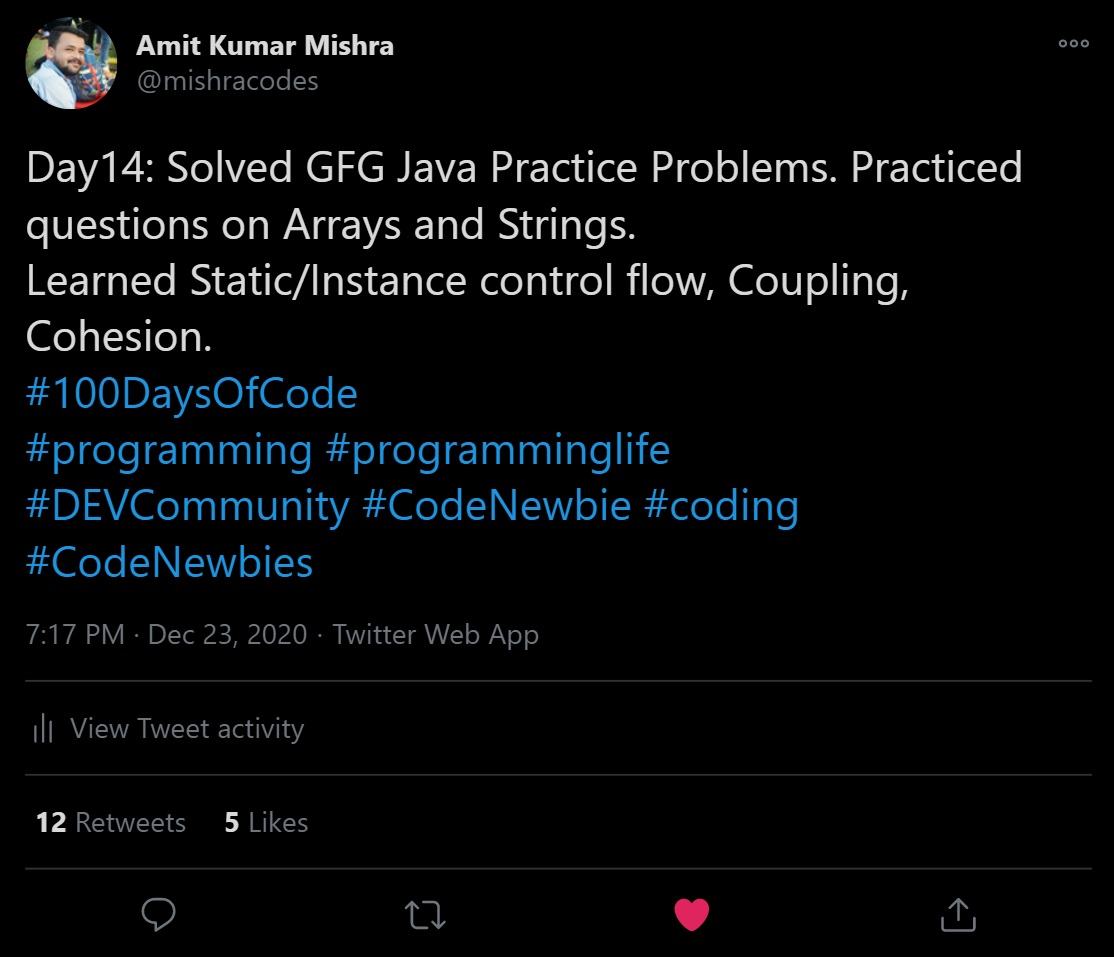 Amit Kumar Mishra
@mishracodes
Day14: Solved GFG Java Practice Problems. Practiced
questions on Arrays and Strings.
Learned Static/Instance control flow, Coupling,
Cohesion.
#100DaysOfCode
#programming #programminglife
#DEVCommunity #CodeNewbie #coding
#CodeNewbies
7:17 PM · Dec 23, 2020 · Twitter Web App
View Tweet activity
12 Retweets 5 Likes